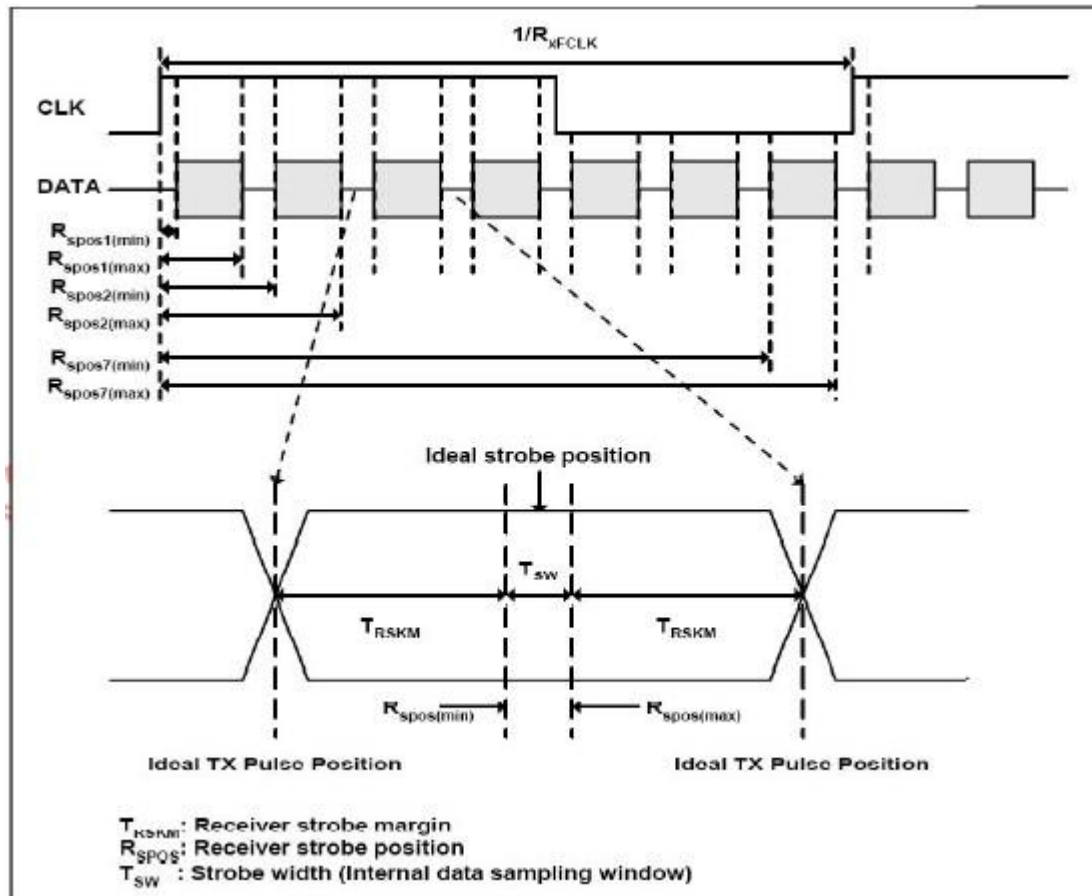 1/RxFCLK
CLK
DATA
Rspos1(min)
Rspos1(max)
Rspos2(min)
Rspos2(max)
Rspos7(min)
Rspos7(max)
Ideal strobe position
TSW
TRSKM TRSKM
Rspos(min) Rspos(max)
Ideal TX Pulse Position Ideal TX Pulse Position
TRSKM: Receiver strobe margin
RSPOS: Receiver strobe position
TSW : Strobe width (Internal data sampling window)